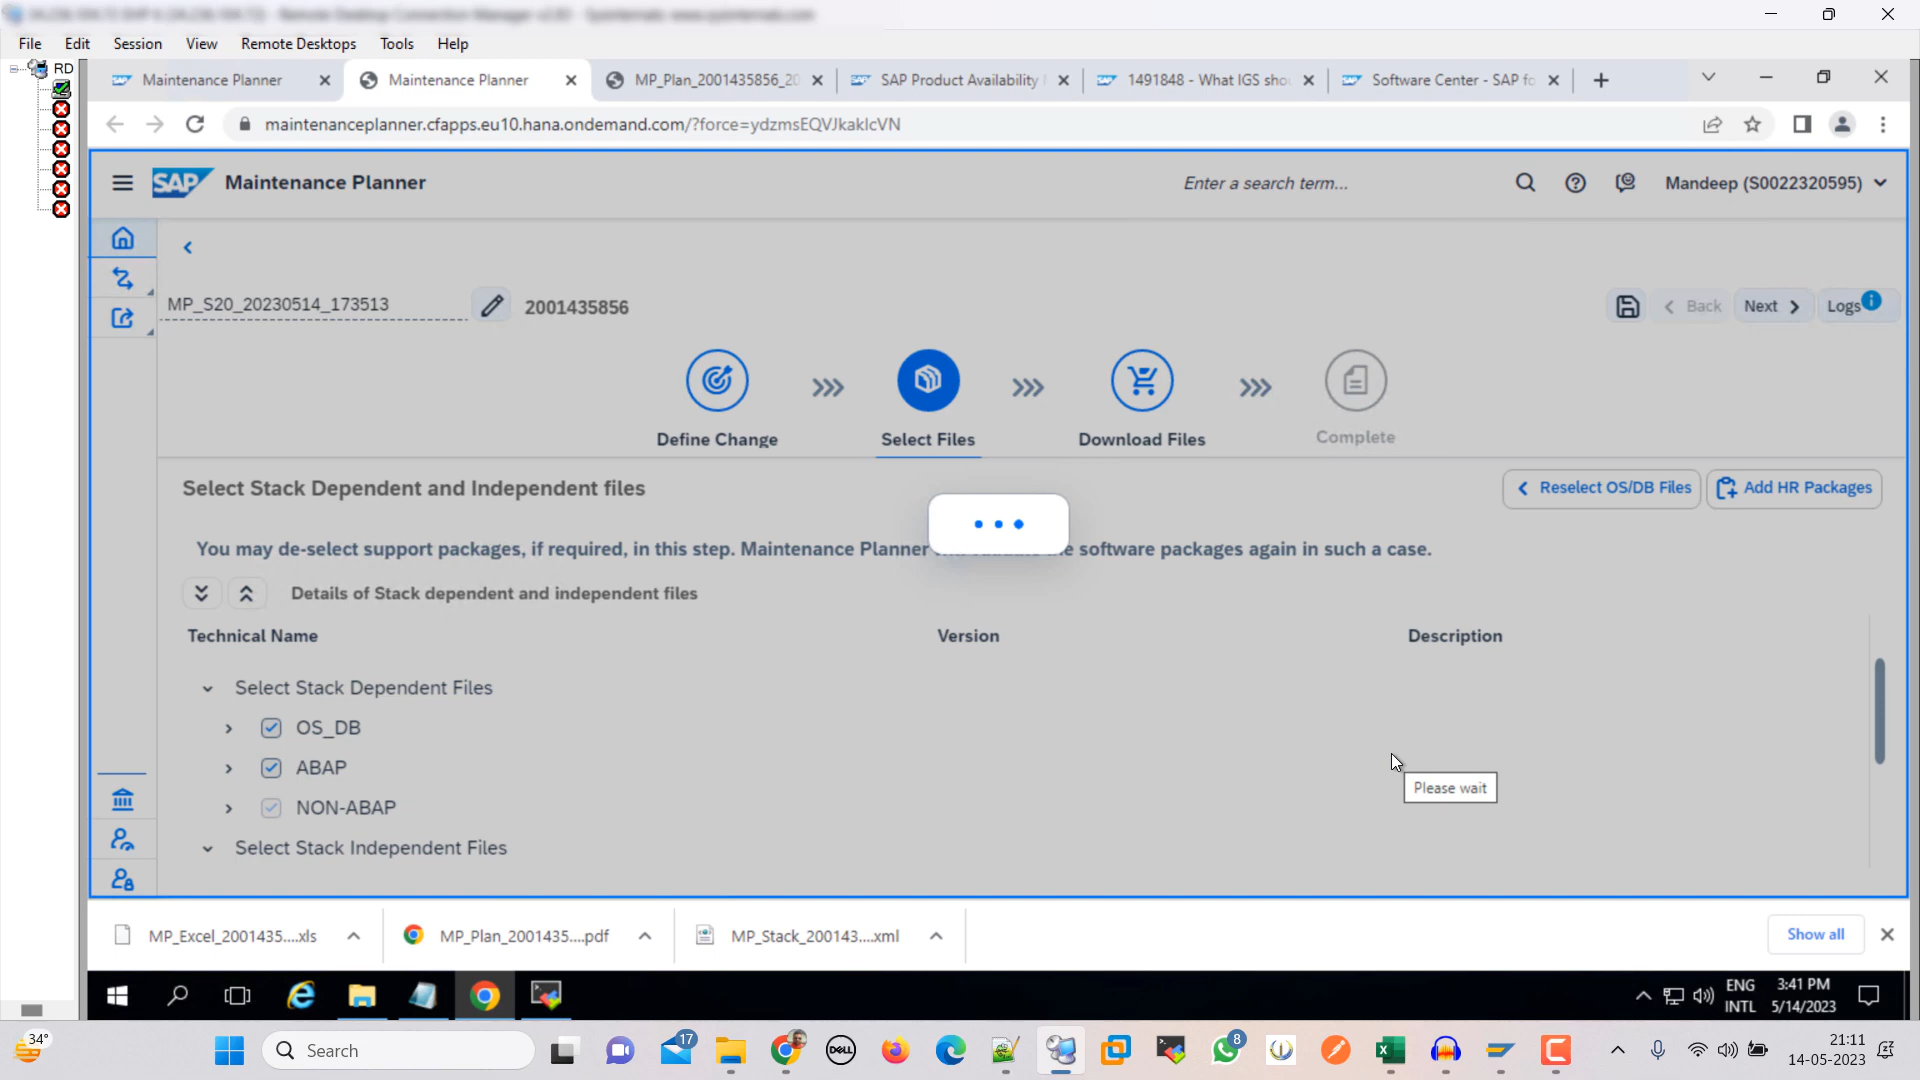 File Edit Session View Remote Desktops Tools Help
RD
Maintenance Planner
Maintenance Planner
MP_Plan_2001435856_20
SAP Product Availability
1491848 - What IGS sho
Software Center - SAP fo
maintenanceplanner.cfapps.eu10.hana.ondemand.com/?force=ydzmsEQVJkakIcVN
SAP Maintenance Planner
Enter a search term...
Mandeep (S0022320595)
MP_S20_20230514_173513
2001435856
Back
Next
Logs
Define Change
Select Files
Download Files
Complete
Select Stack Dependent and Independent files
Reselect OS/DB Files
Add HR Packages
You may de-select support packages, if required, in this step. Maintenance Planner the software packages again in such a case.
Details of Stack dependent and independent files
Technical Name Version Description
Select Stack Dependent Files
OS_DB
ABAP
NON-ABAP
Select Stack Independent Files
Please wait
MP_Excel_2001435....xls
MP_Plan_2001435....pdf
MP_Stack_200143....xml
Show all
ENG
INTL
3:41 PM
5/14/2023
34°
Search
DELL
17
8
21:11
14-05-2023